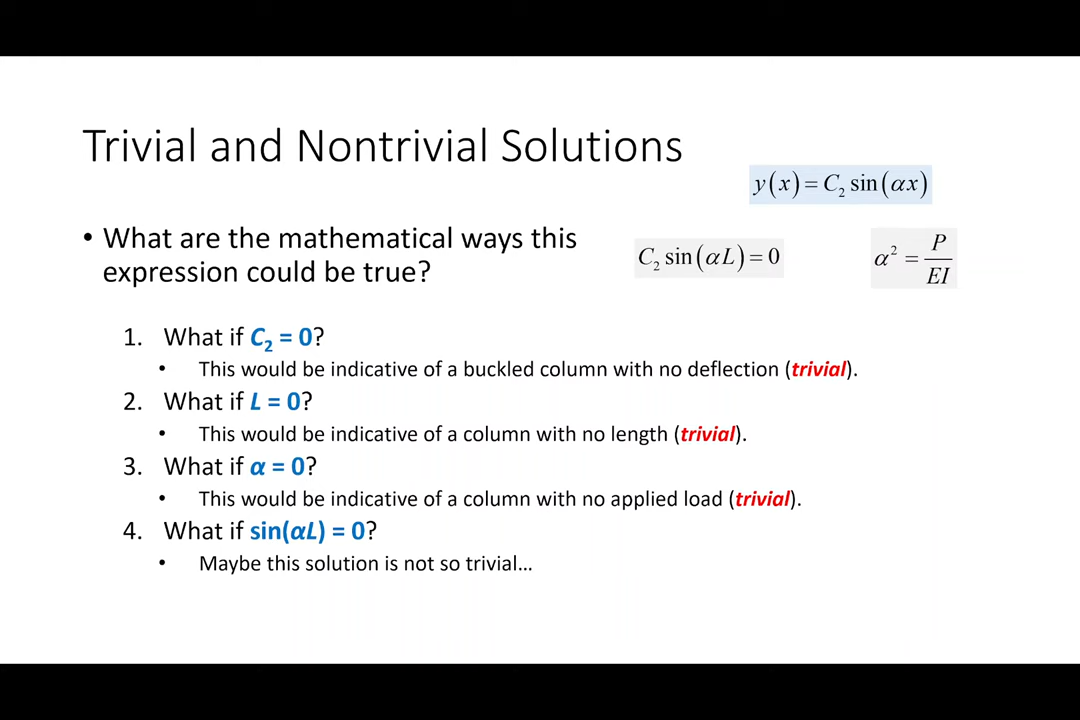 Trivial and Nontrivial Solutions
y(x) = C₂ sin(αx)
• What are the mathematical ways this
expression could be true?
C₂ sin(αL) = 0
α² = P/EI
1. What if C₂ = 0?
• This would be indicative of a buckled column with no deflection (trivial).
2. What if L = 0?
• This would be indicative of a column with no length (trivial).
3. What if α = 0?
• This would be indicative of a column with no applied load (trivial).
4. What if sin(αL) = 0?
• Maybe this solution is not so trivial…